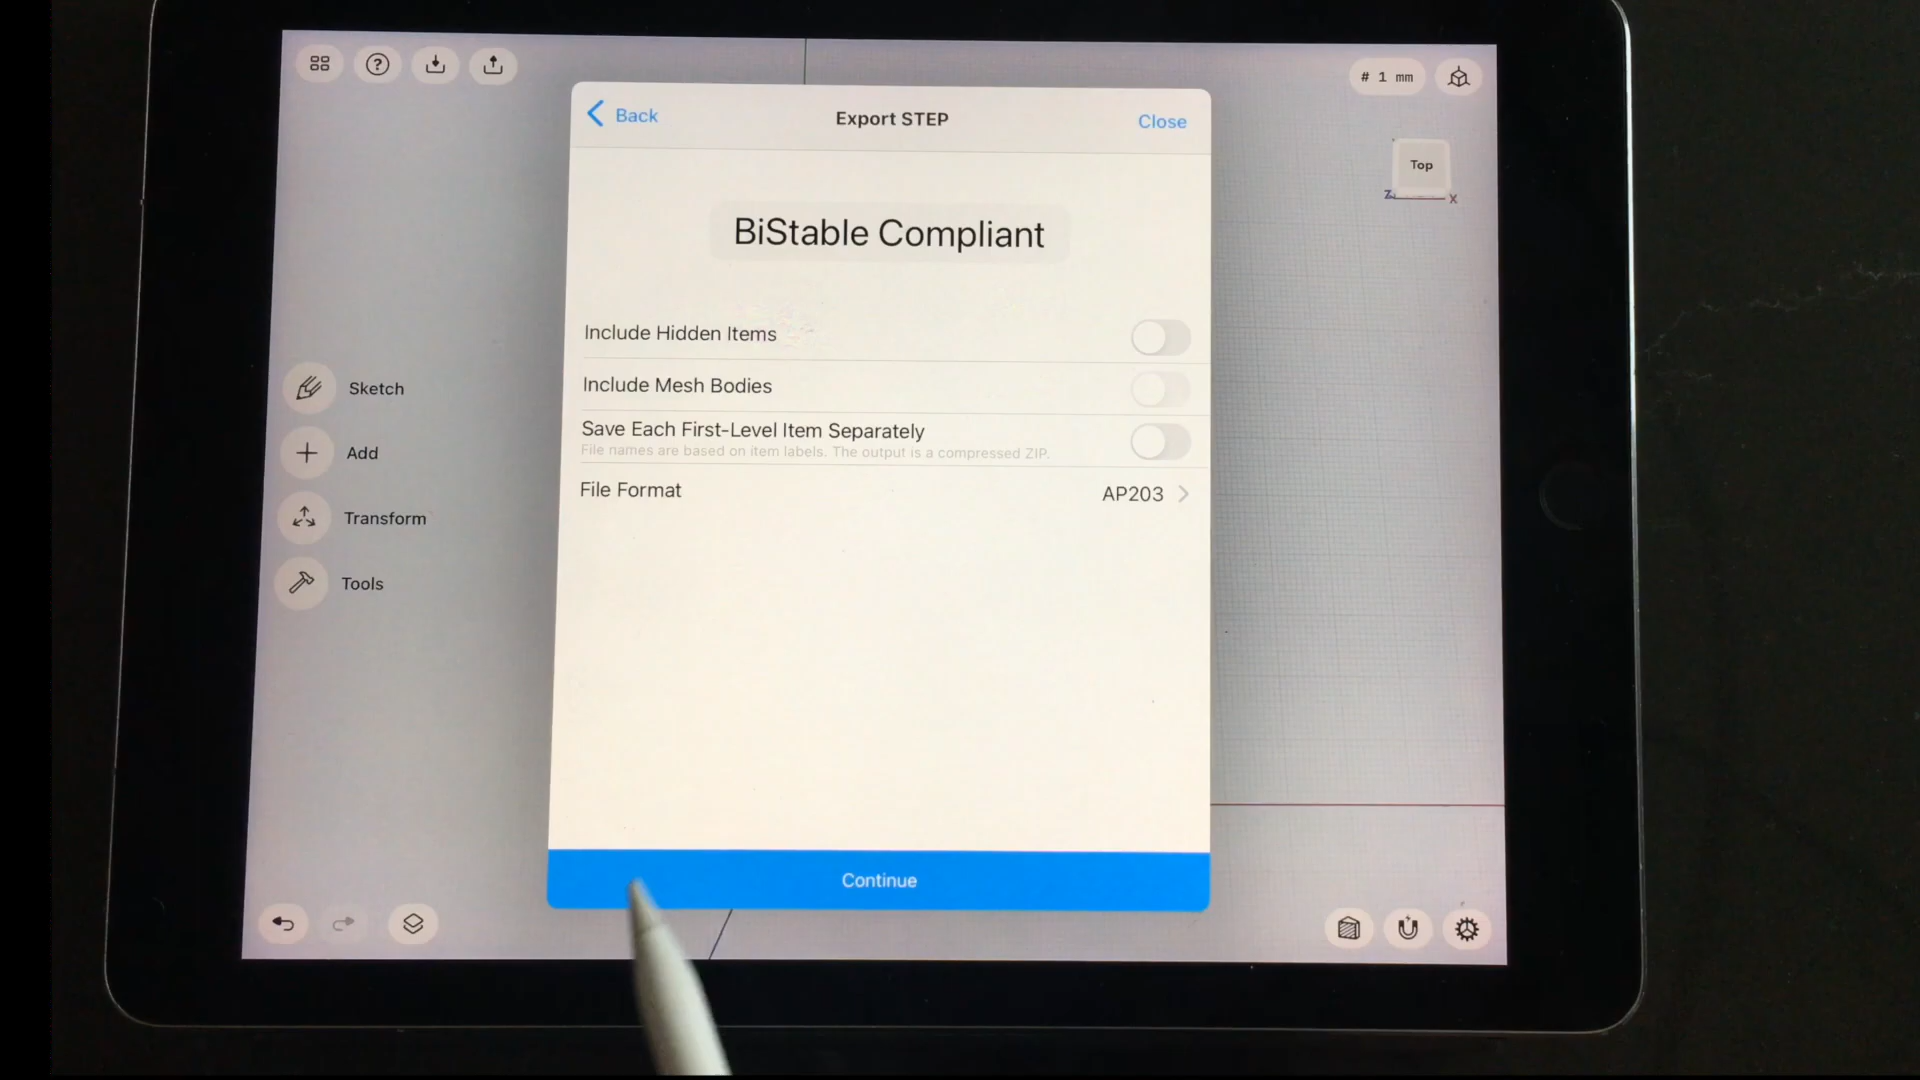 # 1 mm
Back
Export STEP
Close
Top
Z
X
BiStable Compliant
Include Hidden Items
Include Mesh Bodies
Save Each First-Level Item Separately
File names are based on item labels. The output is a compressed ZIP.
File Format
AP203
Sketch
Add
Transform
Tools
Continue